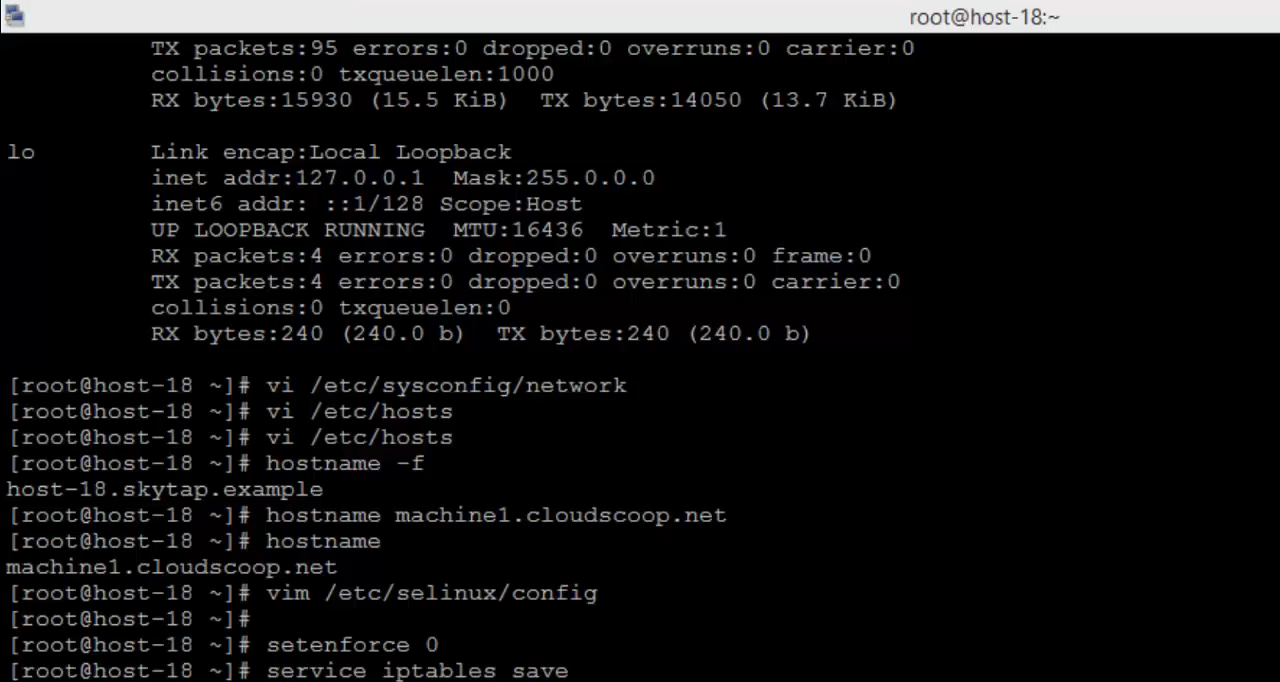 root@host-18:~
TX packets:95 errors:0 dropped:0 overruns:0 carrier:0
collisions:0 txqueuelen:1000
RX bytes:15930 (15.5 KiB)  TX bytes:14050 (13.7 KiB)
lo        Link encap:Local Loopback
inet addr:127.0.0.1  Mask:255.0.0.0
inet6 addr: ::1/128 Scope:Host
UP LOOPBACK RUNNING  MTU:16436  Metric:1
RX packets:4 errors:0 dropped:0 overruns:0 frame:0
TX packets:4 errors:0 dropped:0 overruns:0 carrier:0
collisions:0 txqueuelen:0
RX bytes:240 (240.0 b)  TX bytes:240 (240.0 b)
[root@host-18 ~]# vi /etc/sysconfig/network
[root@host-18 ~]# vi /etc/hosts
[root@host-18 ~]# vi /etc/hosts
[root@host-18 ~]# hostname -f
host-18.skytap.example
[root@host-18 ~]# hostname machine1.cloudscoop.net
[root@host-18 ~]# hostname
machine1.cloudscoop.net
[root@host-18 ~]# vim /etc/selinux/config
[root@host-18 ~]#
[root@host-18 ~]# setenforce 0
[root@host-18 ~]# service iptables save